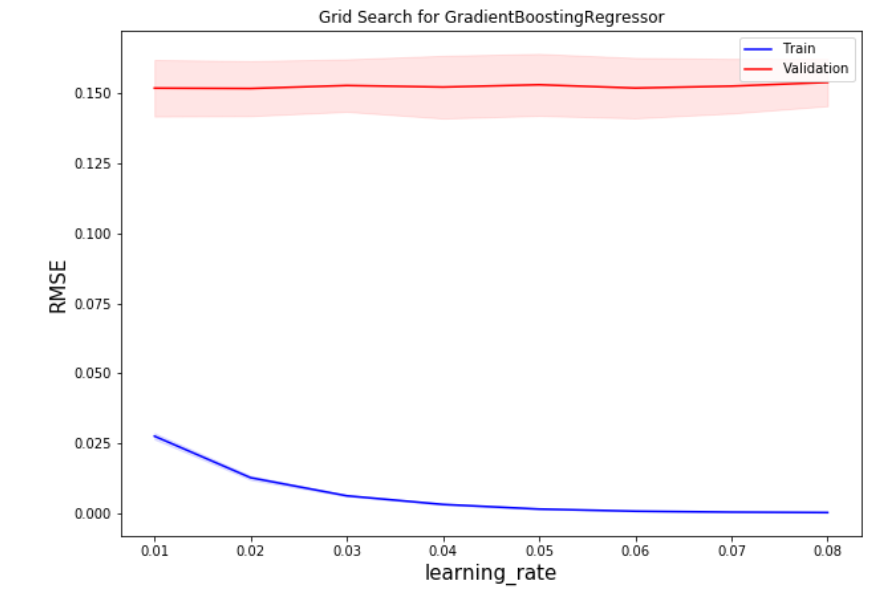 Grid Search for GradientBoostingRegressor
Train
Validation
0.150
0.125
0.100
0.075
0.050
0.025
0.000
RMSE
0.01 0.02 0.03 0.04 0.05 0.06 0.07 0.08
learning_rate